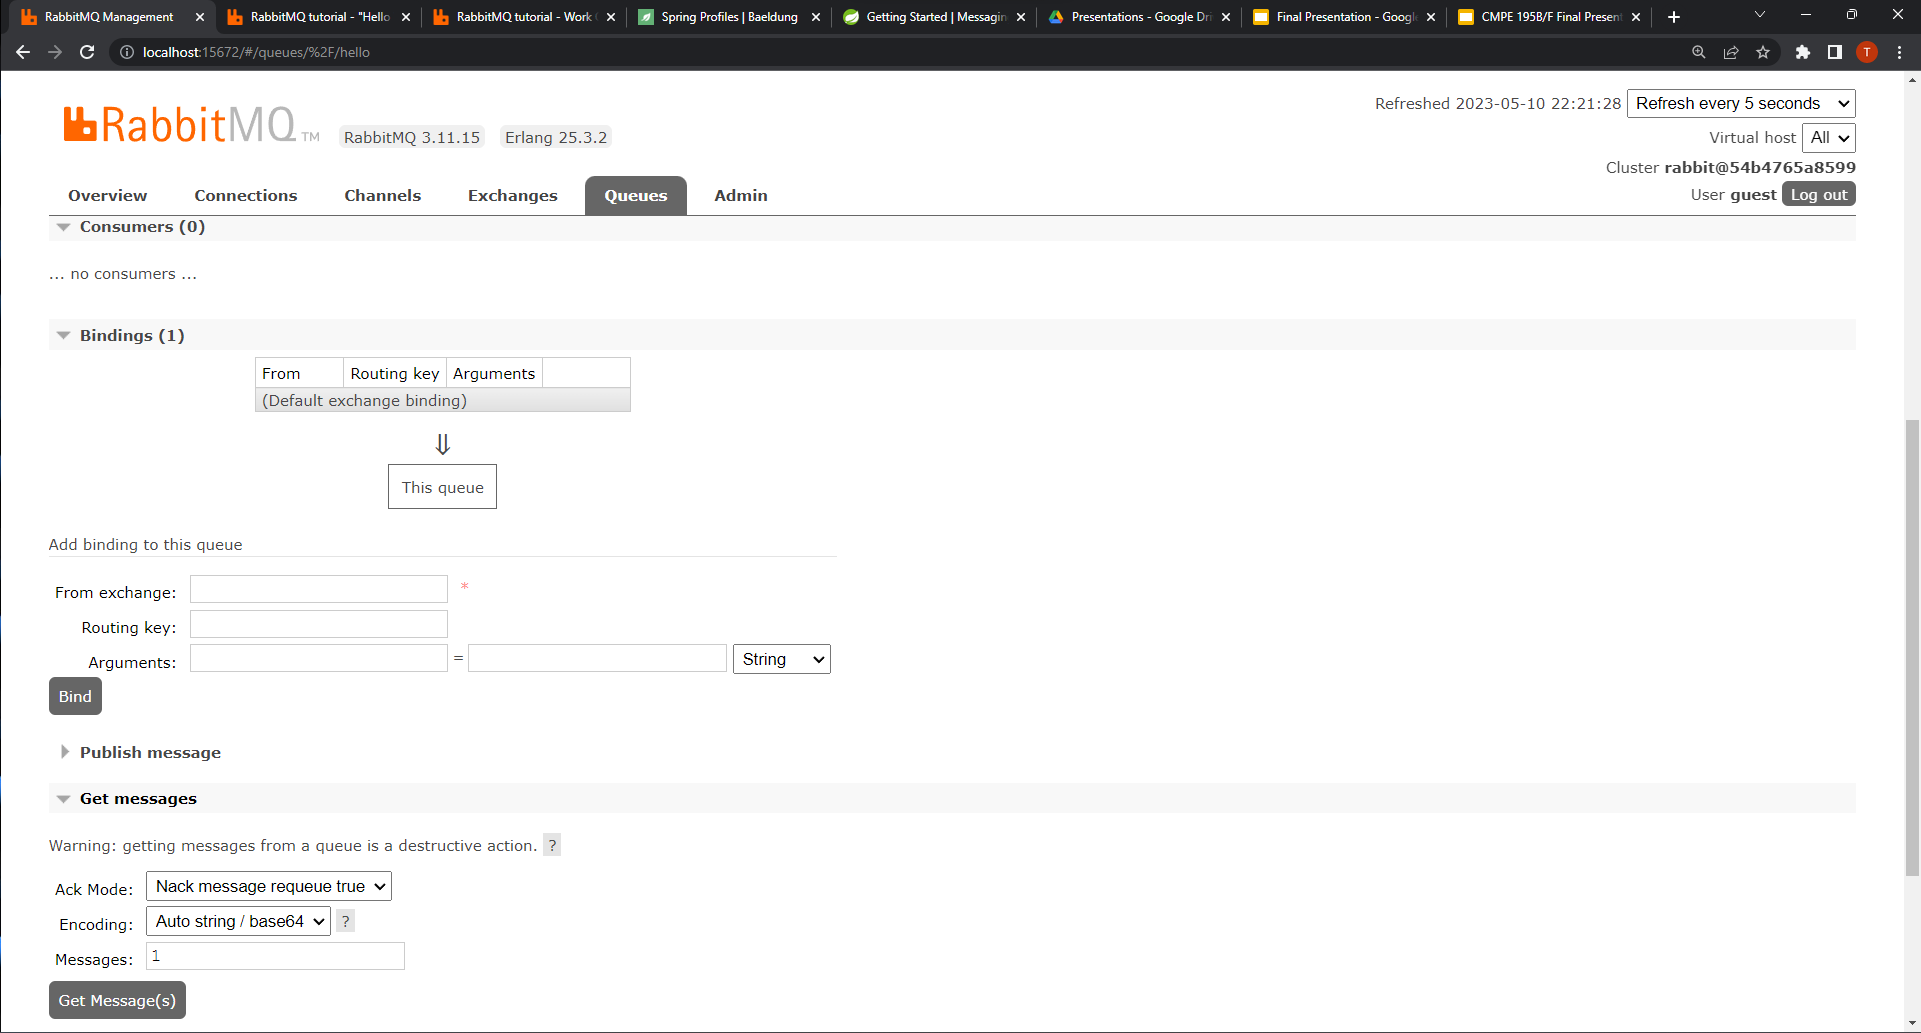 RabbitMQ Management
RabbitMQ tutorial - "Hello
RabbitMQ tutorial - Work
Spring Profiles | Baeldung
Getting Started | Messagin
Presentations - Google Dri
Final Presentation - Googl
CMPE 195B/F Final Present
localhost:15672/#/queues/%2F/hello
T
RabbitMQ TM
RabbitMQ 3.11.15
Erlang 25.3.2
Refreshed 2023-05-10 22:21:28
Refresh every 5 seconds
Virtual host All
Cluster rabbit@54b4765a8599
User guest Log out
Overview Connections Channels Exchanges Queues Admin
Consumers (0)
... no consumers ...
Bindings (1)
From Routing key Arguments
(Default exchange binding)
⇓
This queue
Add binding to this queue
From exchange: *
Routing key:
Arguments: = String
Bind
Publish message
Get messages
Warning: getting messages from a queue is a destructive action. ?
Ack Mode: Nack message requeue true
Encoding: Auto string / base64 ?
Messages: 1
Get Message(s)